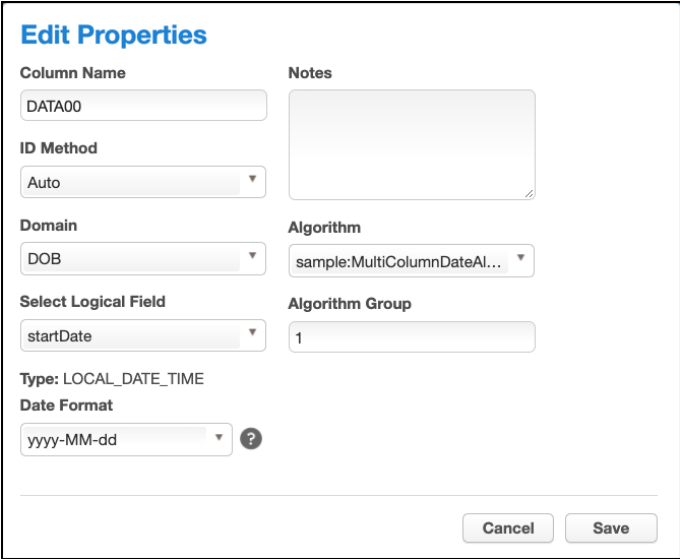 Edit Properties
Column Name
DATA00
ID Method
Auto
Domain
DOB
Select Logical Field
startDate
Type: LOCAL_DATE_TIME
Date Format
yyyy-MM-dd
?
Notes
Algorithm
sample:MultiColumnDateAl...
Algorithm Group
1
Cancel
Save